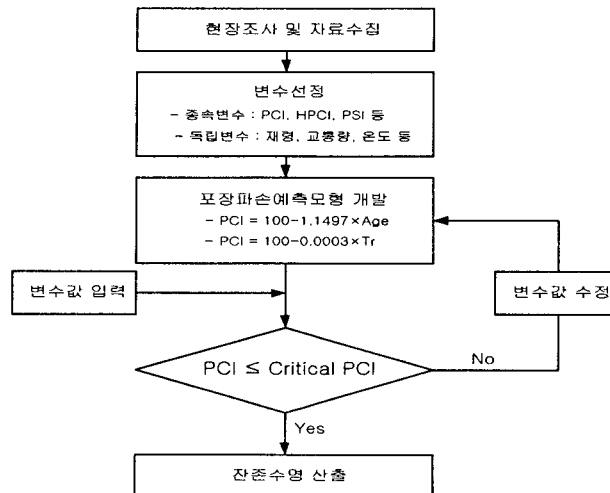 현장조사 및 자료수집
변수선정
- 종속변수 : PCI, HPCI, PSI 등
- 독립변수 : 재령, 교통량, 온도 등
포장파손예측모형 개발
- PCI = 100-1.1497×Age
- PCI = 100-0.0003×Tr
변수값 입력
변수값 수정
PCI ≤ Critical PCI
No
Yes
잔존수명 산출